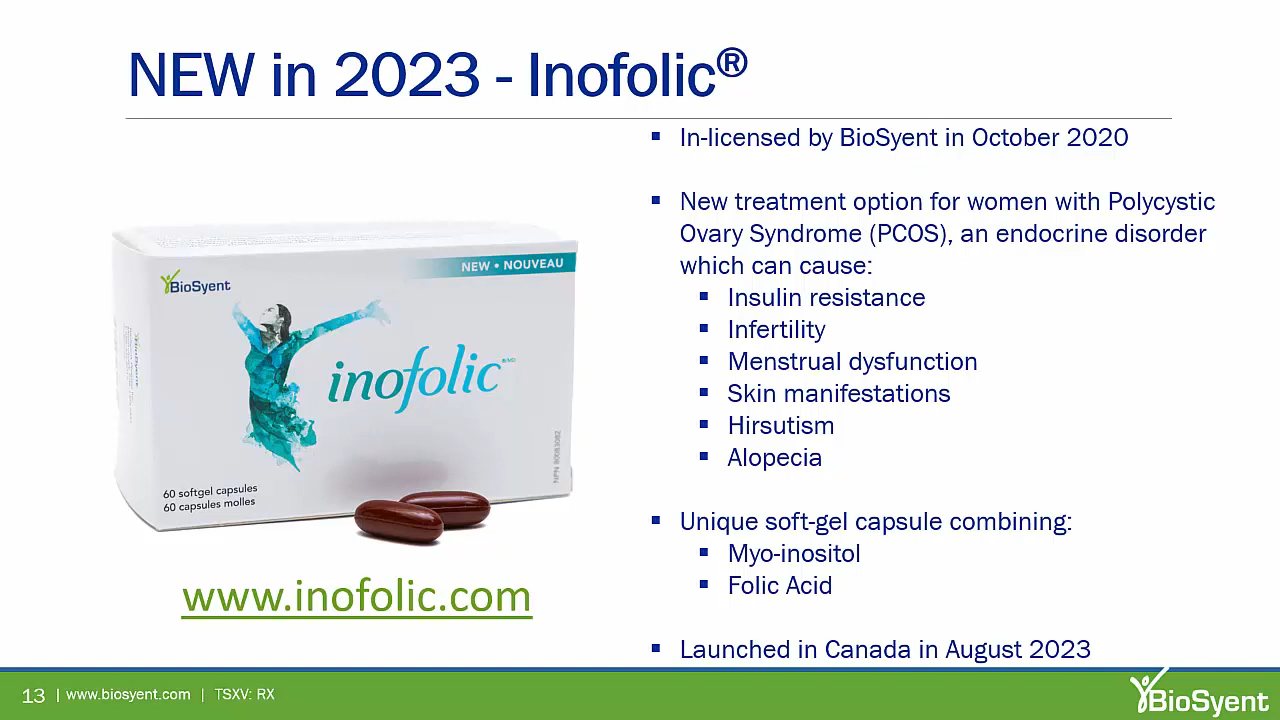 NEW in 2023 - Inofolic®
▪ In-licensed by BioSyent in October 2020
▪ New treatment option for women with Polycystic
Ovary Syndrome (PCOS), an endocrine disorder
which can cause:
▪ Insulin resistance
▪ Infertility
▪ Menstrual dysfunction
▪ Skin manifestations
▪ Hirsutism
▪ Alopecia
▪ Unique soft-gel capsule combining:
▪ Myo-inositol
▪ Folic Acid
▪ Launched in Canada in August 2023
NEW • NOUVEAU
BioSyent
inofolic
60 softgel capsules
60 capsules molles
www.inofolic.com
13 | www.biosyent.com | TSXV: RX
BioSyent